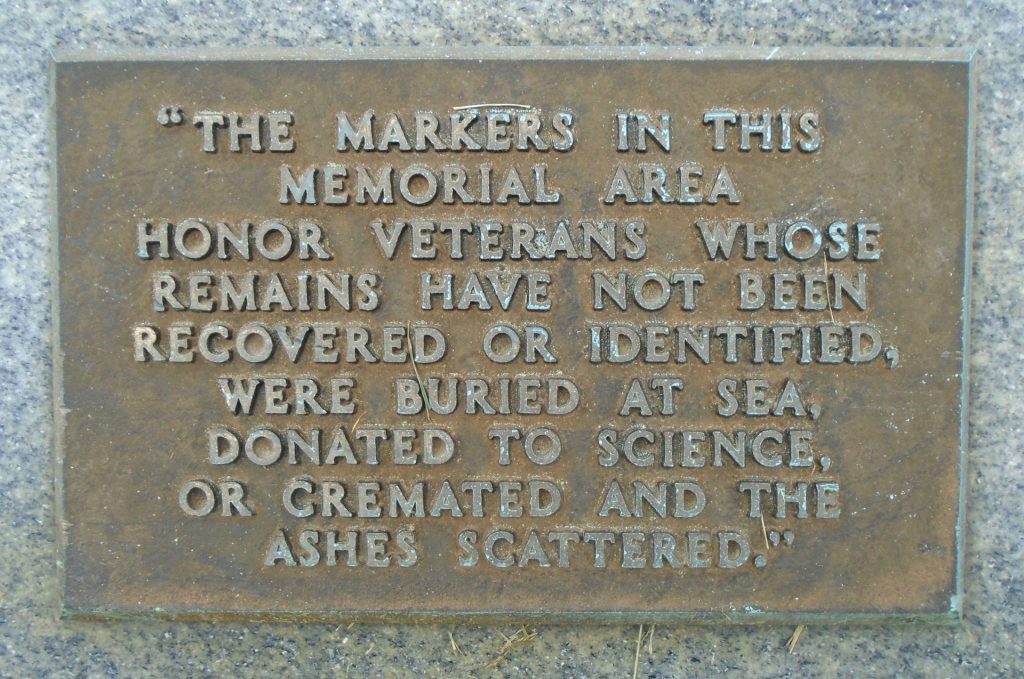 “THE MARKERS IN THIS
MEMORIAL AREA
HONOR VETERANS WHOSE
REMAINS HAVE NOT BEEN
RECOVERED OR IDENTIFIED,
WERE BURIED AT SEA,
DONATED TO SCIENCE,
OR CREMATED AND THE
ASHES SCATTERED.”